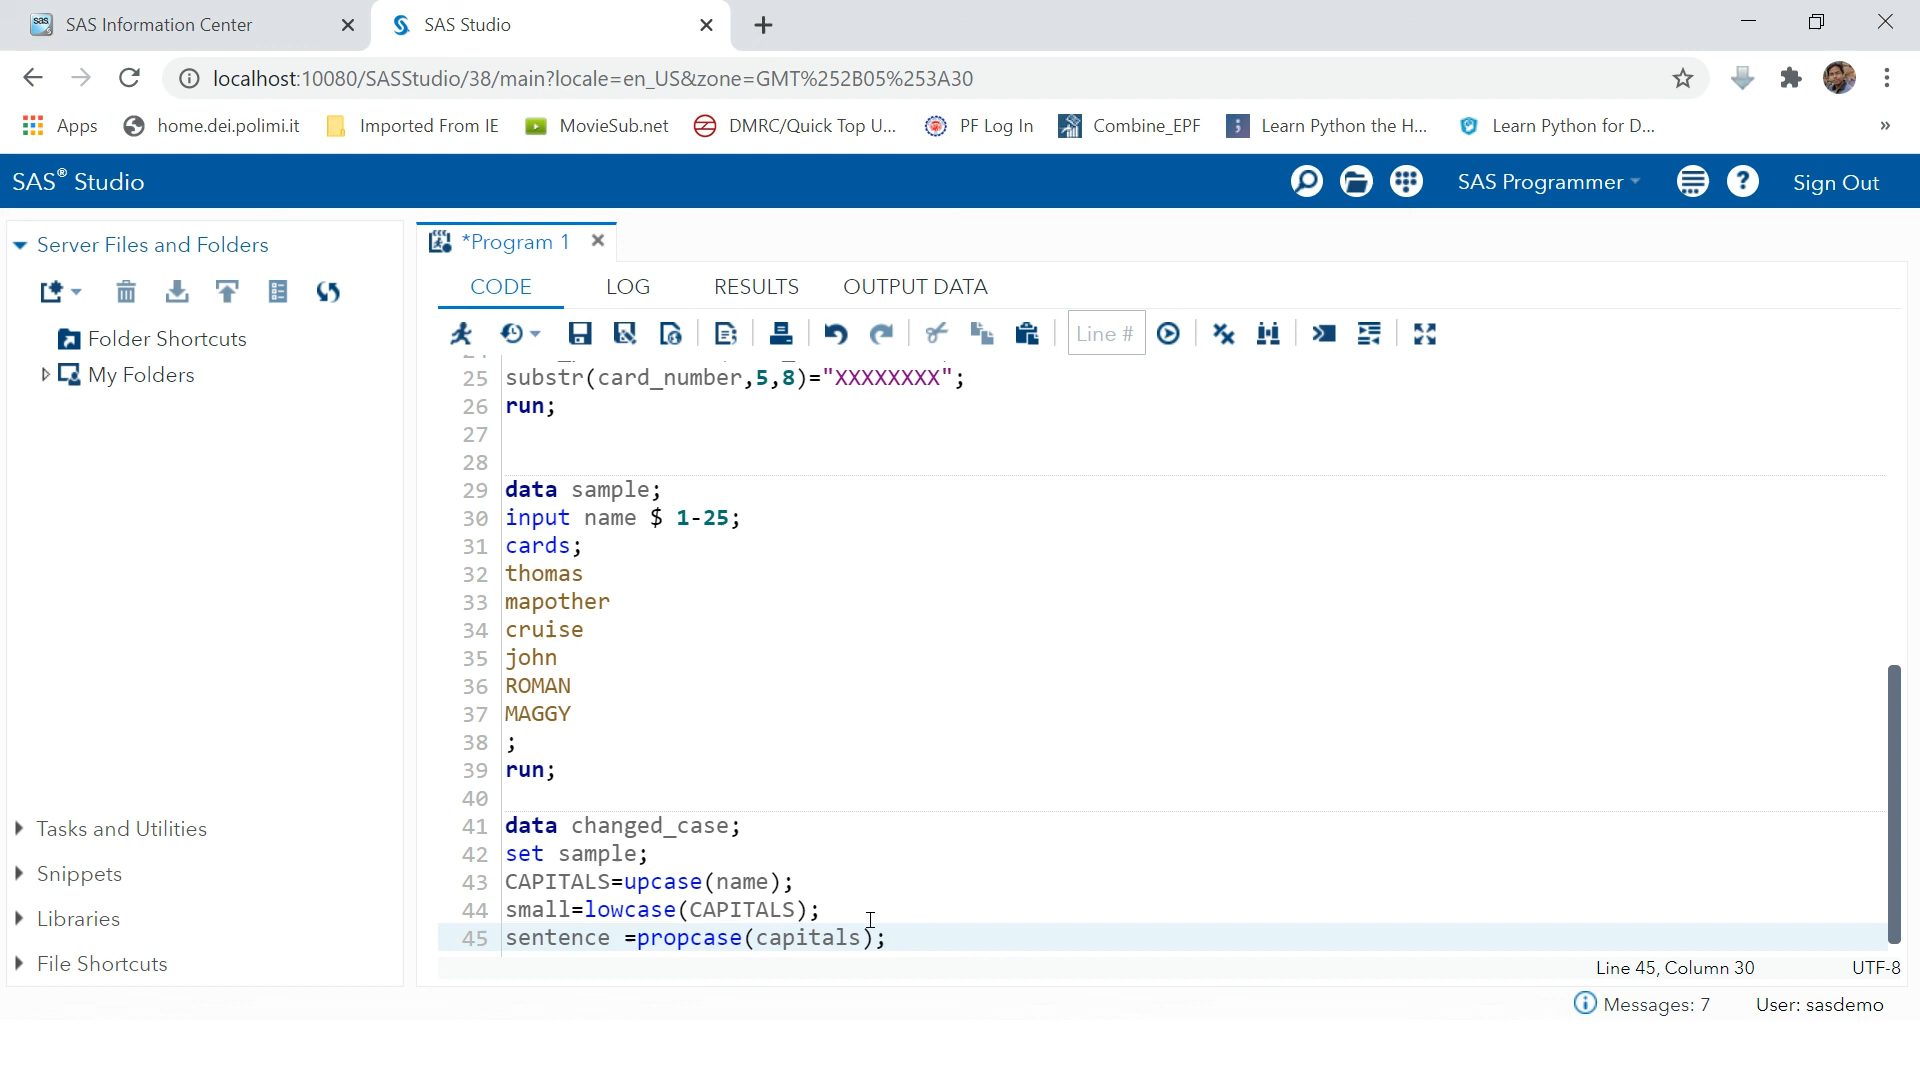 SAS Information Center
SAS Studio
localhost:10080/SASStudio/38/main?locale=en_US&zone=GMT%252B05%253A30
Apps home.dei.polimi.it Imported From IE MovieSub.net DMRC/Quick Top U... PF Log In Combine_EPF Learn Python the H... Learn Python for D... »
SAS® Studio
SAS Programmer
Sign Out
Server Files and Folders
Folder Shortcuts
My Folders
Tasks and Utilities
Snippets
Libraries
File Shortcuts
*Program 1
CODE LOG RESULTS OUTPUT DATA
Line #
25 substr(card_number,5,8)="XXXXXXXX";
26 run;
27
28
29 data sample;
30 input name $ 1-25;
31 cards;
32 thomas
33 mapother
34 cruise
35 john
36 ROMAN
37 MAGGY
38 ;
39 run;
40
41 data changed_case;
42 set sample;
43 CAPITALS=upcase(name);
44 small=lowcase(CAPITALS);
45 sentence =propcase(capitals);
Line 45, Column 30 UTF-8
Messages: 7 User: sasdemo